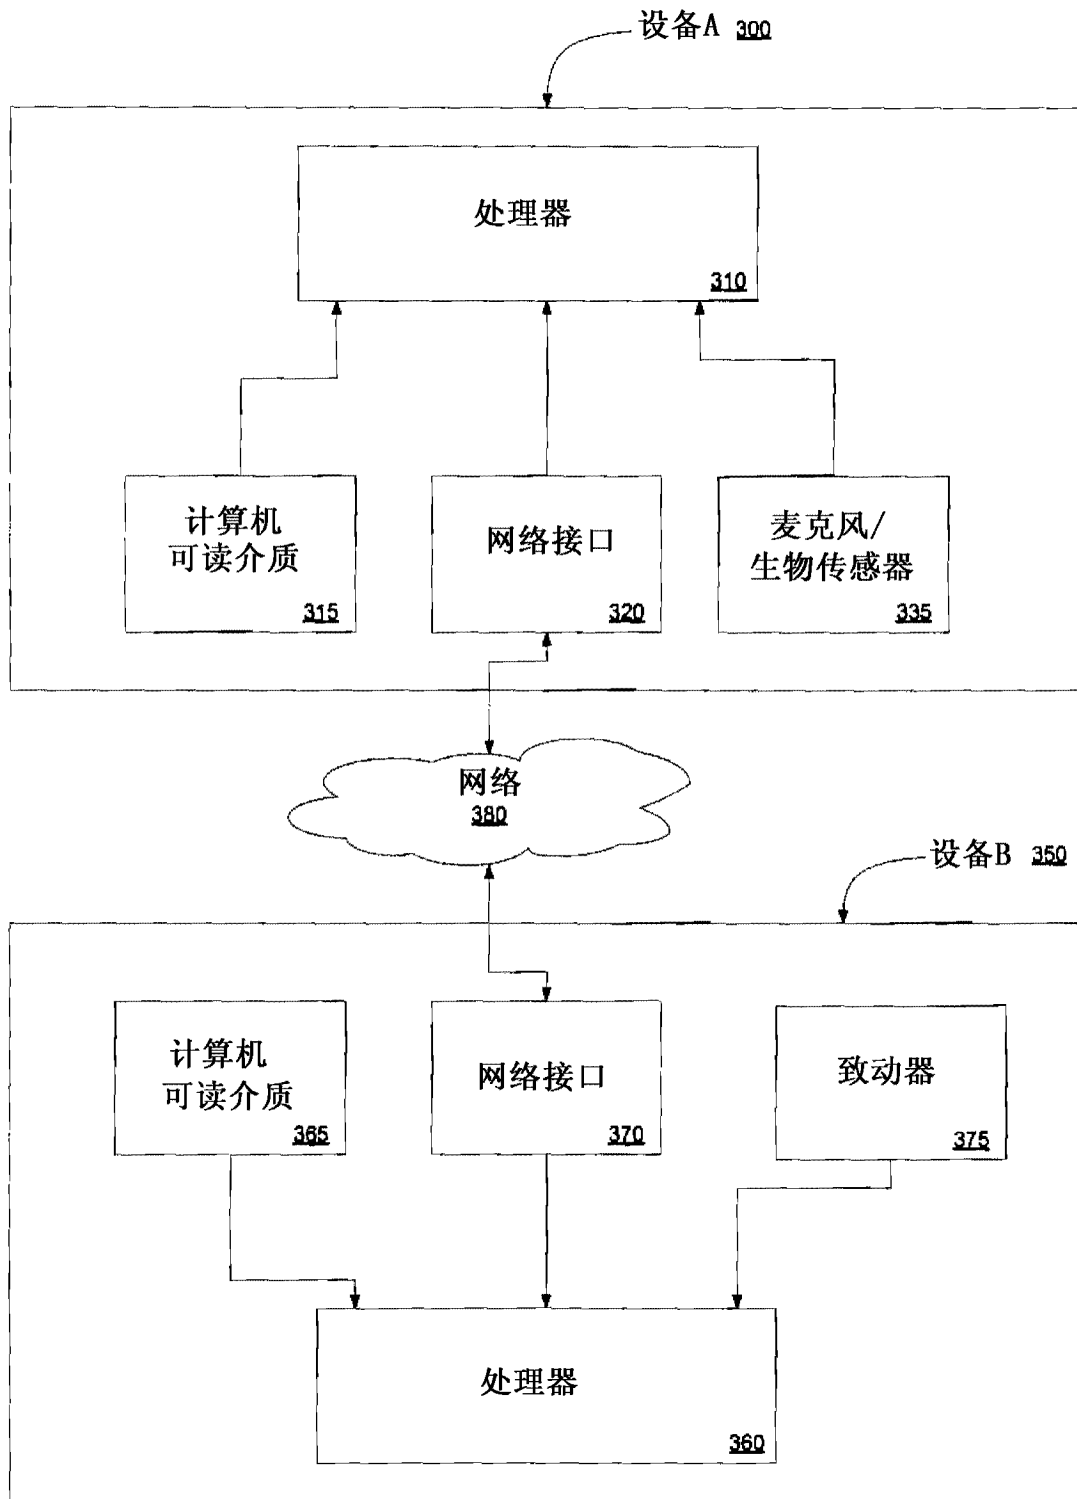 设备A 300
处理器
310
计算机
可读介质
315
网络接口
320
麦克风/
生物传感器
335
网络
380
设备B 350
计算机
可读介质
365
网络接口
370
致动器
375
处理器
360